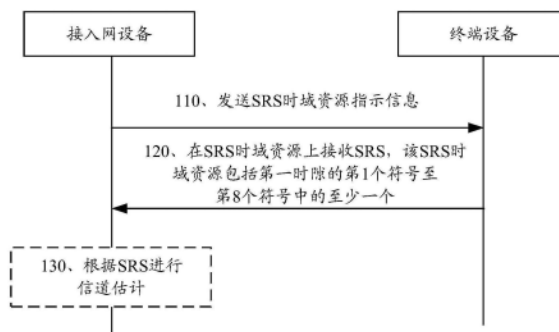 接入网设备
终端设备
110、发送SRS时域资源指示信息
120、在SRS时域资源上接收SRS，该SRS时
域资源包括第一时隙的第1个符号至
第8个符号中的至少一个
130、根据SRS进行
信道估计